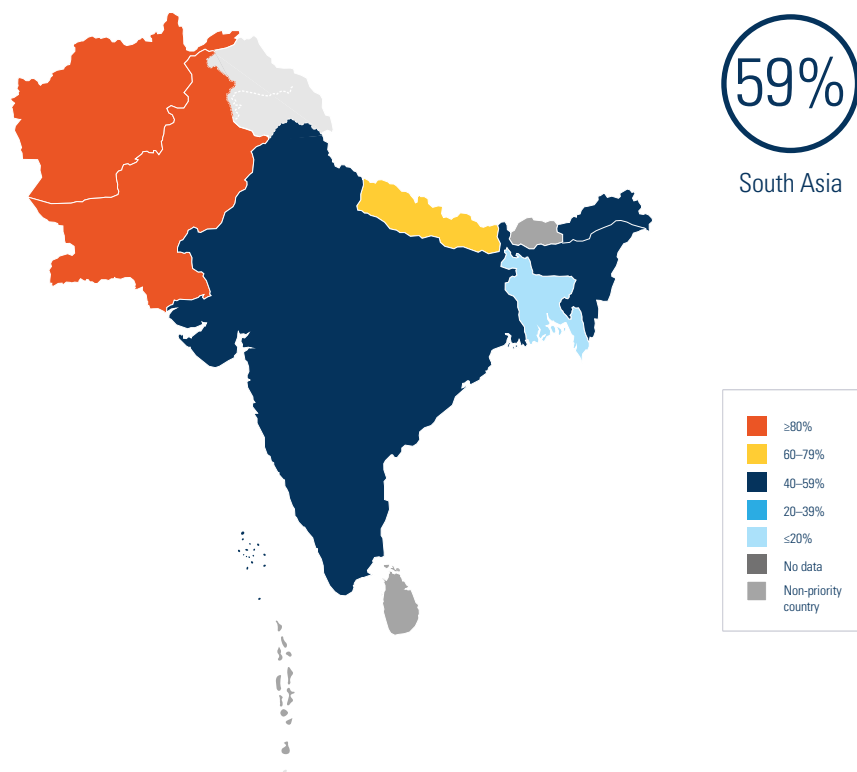 59%
South Asia
≥80%
60–79%
40–59%
20–39%
≤20%
No data
Non-priority
country